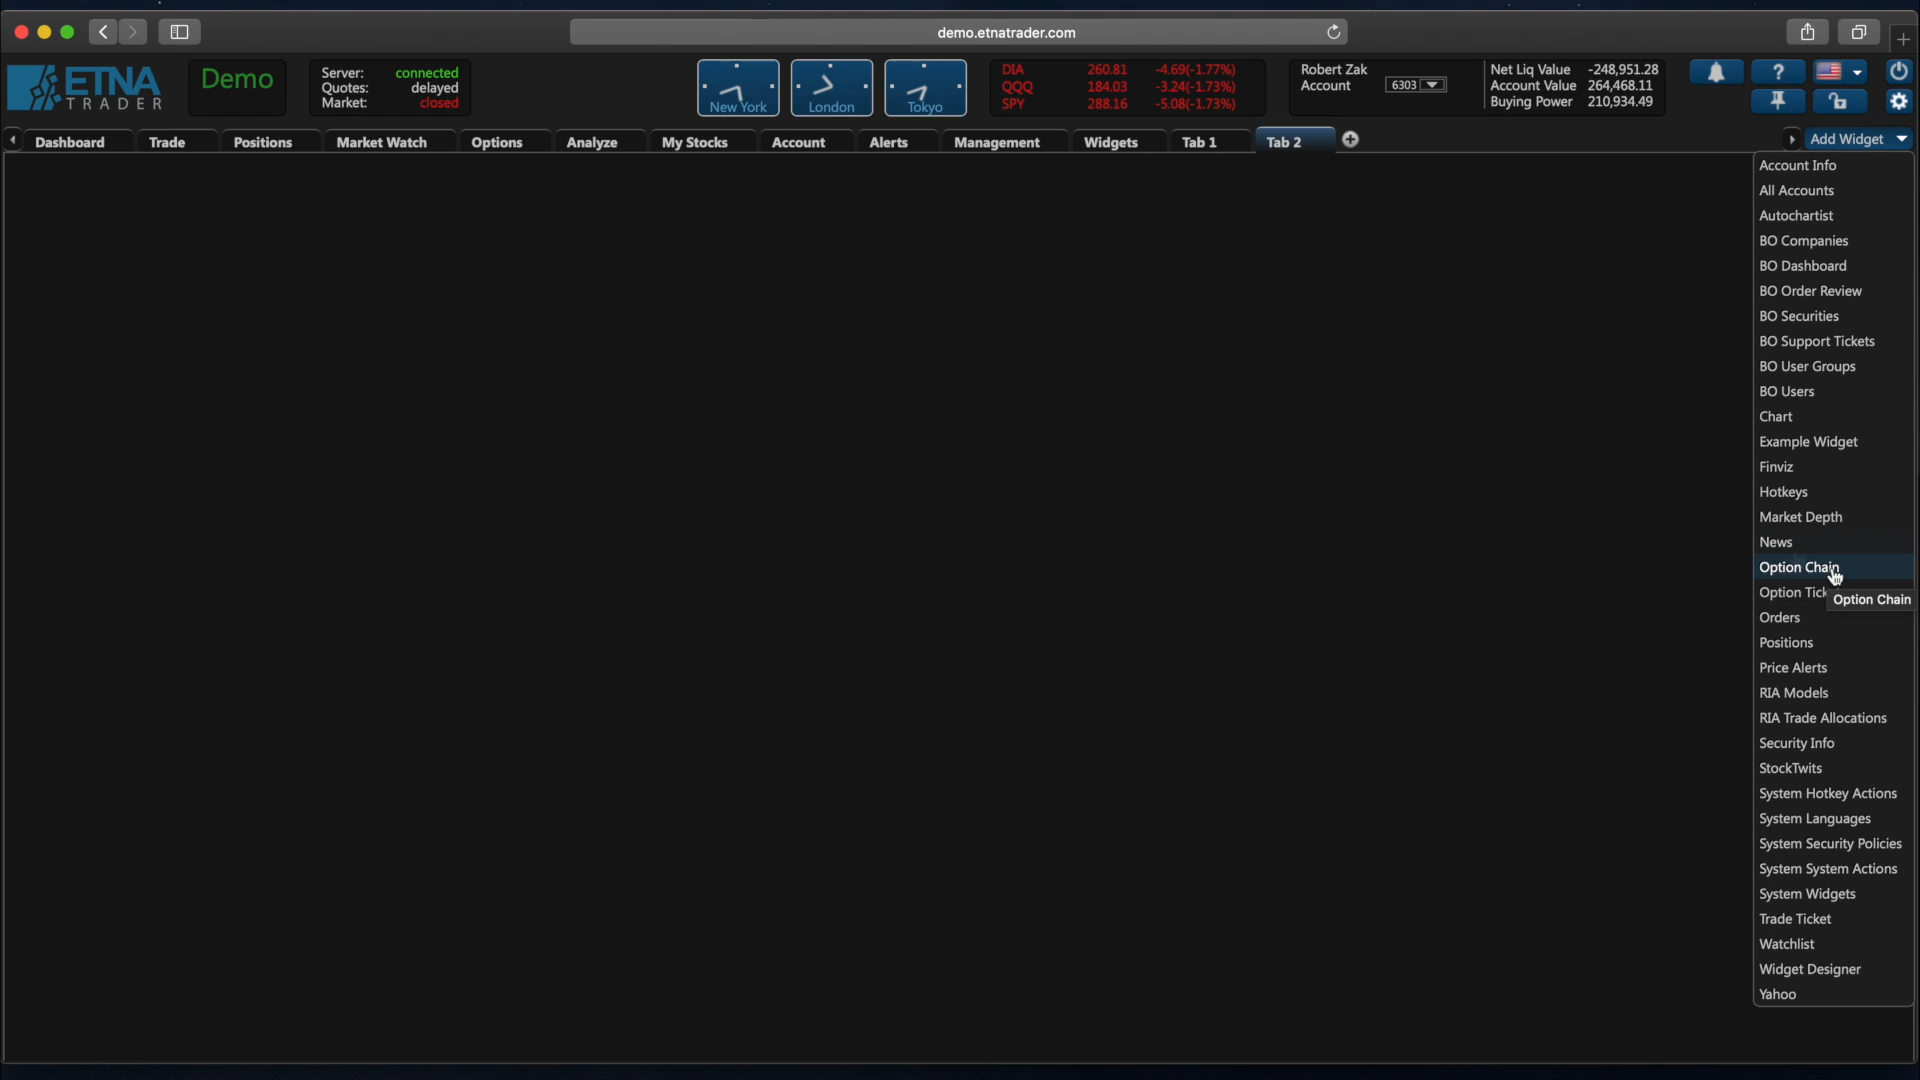 demo.etnatrader.com
ETNA
TRADER
Demo
Server: connected
Quotes: delayed
Market: closed
New York
London
Tokyo
DIA 260.81 -4.69(-1.77%)
QQQ 184.03 -3.24(-1.73%)
SPY 288.16 -5.08(-1.73%)
Robert Zak
Account 6303
Net Liq Value -248,951.28
Account Value 264,468.11
Buying Power 210,934.49
?
Dashboard Trade Positions Market Watch Options Analyze My Stocks Account Alerts Management Widgets Tab 1 Tab 2 Add Widget
Account Info
All Accounts
Autochartist
BO Companies
BO Dashboard
BO Order Review
BO Securities
BO Support Tickets
BO User Groups
BO Users
Chart
Example Widget
Finviz
Hotkeys
Market Depth
News
Option Chain
Option
Option Chain
Orders
Positions
Price Alerts
RIA Models
RIA Trade Allocations
Security Info
StockTwits
System Hotkey Actions
System Languages
System Security Policies
System System Actions
System Widgets
Trade Ticket
Watchlist
Widget Designer
Yahoo